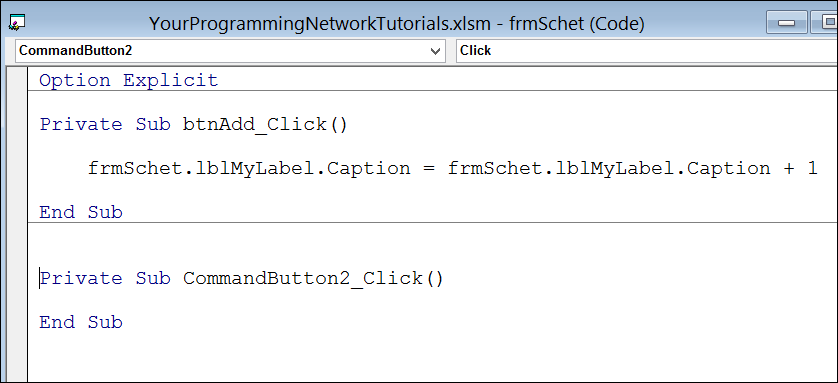 YourProgrammingNetworkTutorials.xlsm - frmSchet (Code)
CommandButton2 Click
Option Explicit
Private Sub btnAdd_Click()
frmSchet.lblMyLabel.Caption = frmSchet.lblMyLabel.Caption + 1
End Sub
Private Sub CommandButton2_Click()
End Sub